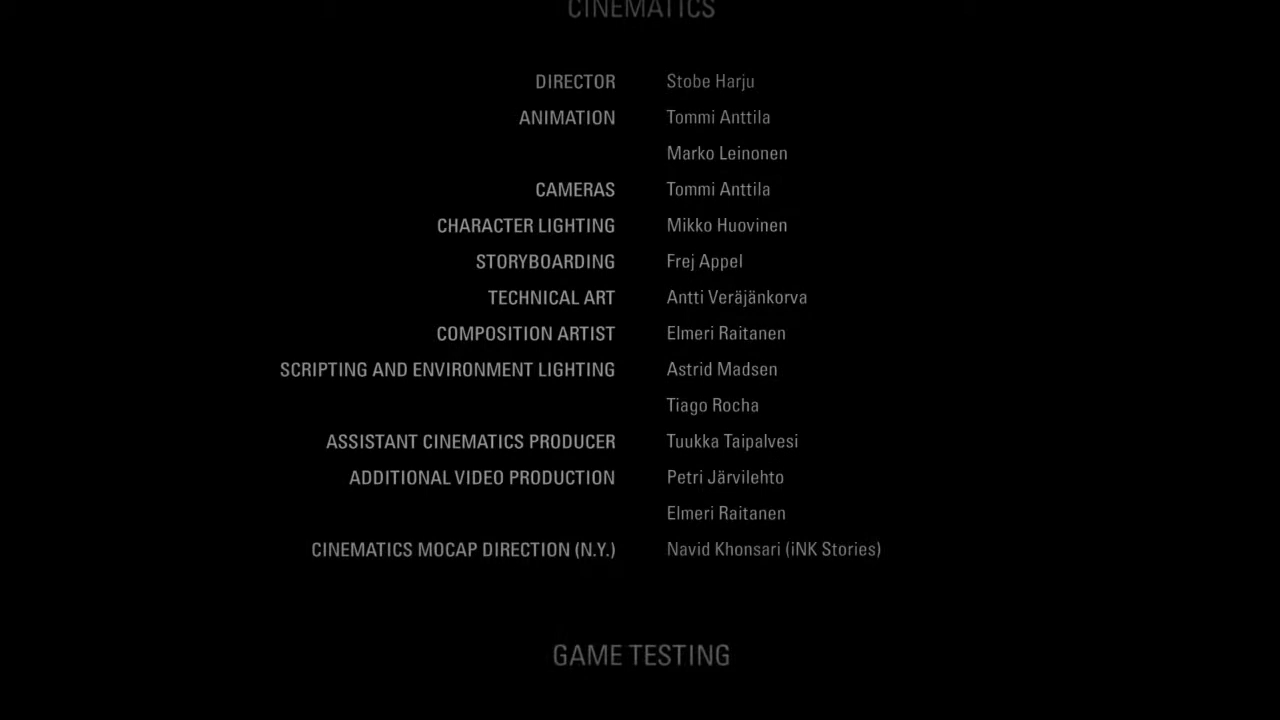 CINEMATICS
DIRECTOR Stobe Harju
ANIMATION Tommi Anttila
Marko Leinonen
CAMERAS Tommi Anttila
CHARACTER LIGHTING Mikko Huovinen
STORYBOARDING Frej Appel
TECHNICAL ART Antti Veräjänkorva
COMPOSITION ARTIST Elmeri Raitanen
SCRIPTING AND ENVIRONMENT LIGHTING Astrid Madsen
Tiago Rocha
ASSISTANT CINEMATICS PRODUCER Tuukka Taipalvesi
ADDITIONAL VIDEO PRODUCTION Petri Järvilehto
Elmeri Raitanen
CINEMATICS MOCAP DIRECTION (N.Y.) Navid Khonsari (iNK Stories)
GAME TESTING